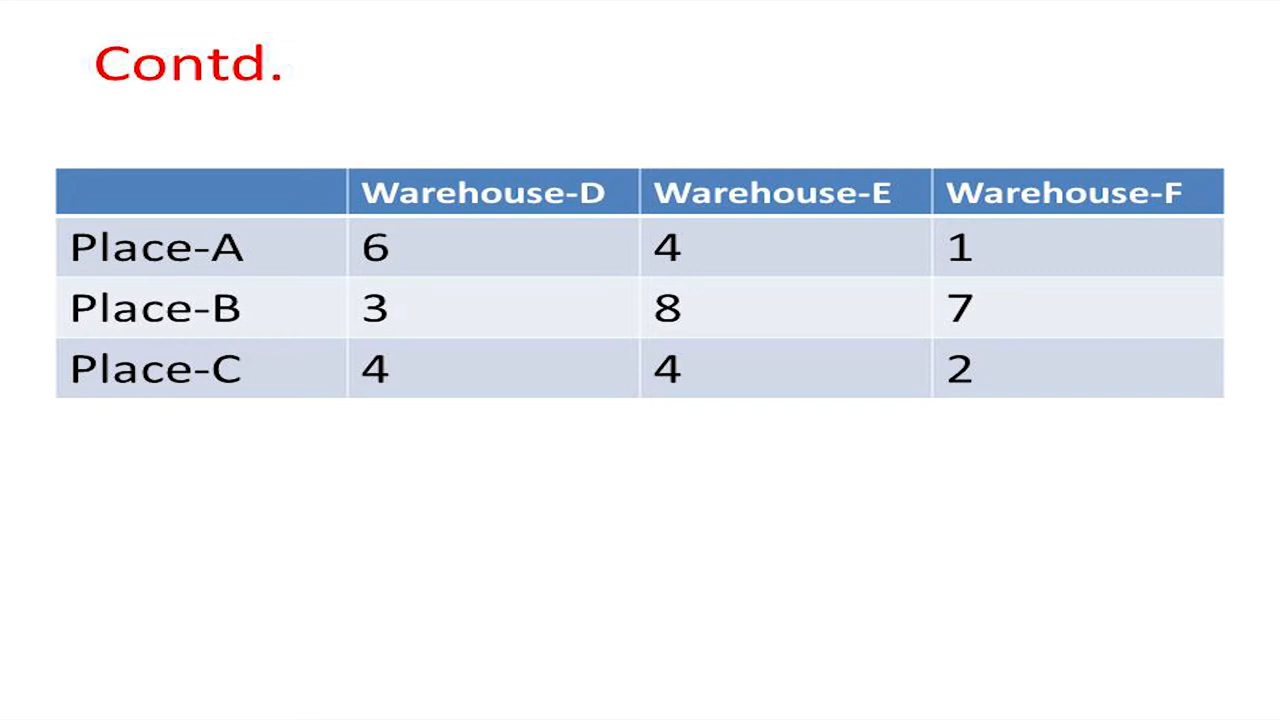 Contd.
Warehouse-D Warehouse-E Warehouse-F
Place-A 6 4 1
Place-B 3 8 7
Place-C 4 4 2